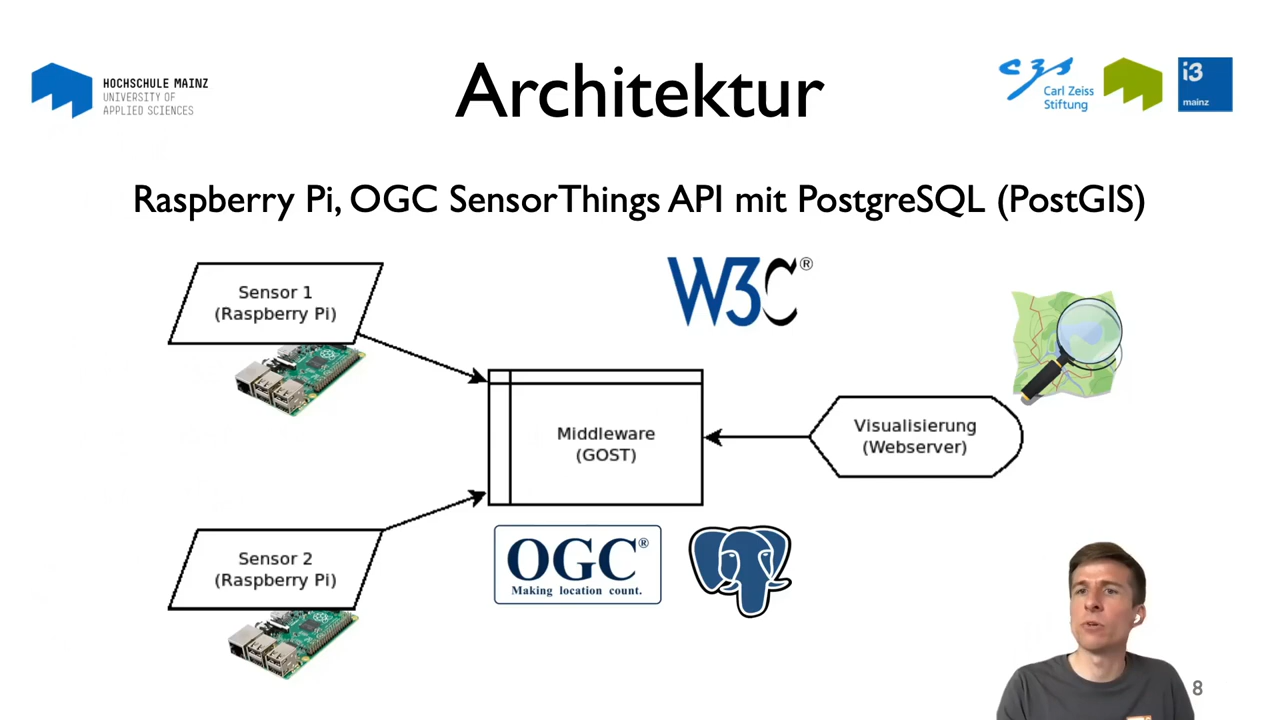 HOCHSCHULE MAINZ
UNIVERSITY OF
APPLIED SCIENCES
Architektur
Carl Zeiss
Stiftung
i3
mainz
Raspberry Pi, OGC SensorThings API mit PostgreSQL (PostGIS)
Sensor 1
(Raspberry Pi)
W3C®
Middleware
(GOST)
Visualisierung
(Webserver)
Sensor 2
(Raspberry Pi)
OGC®
Making location count.
8